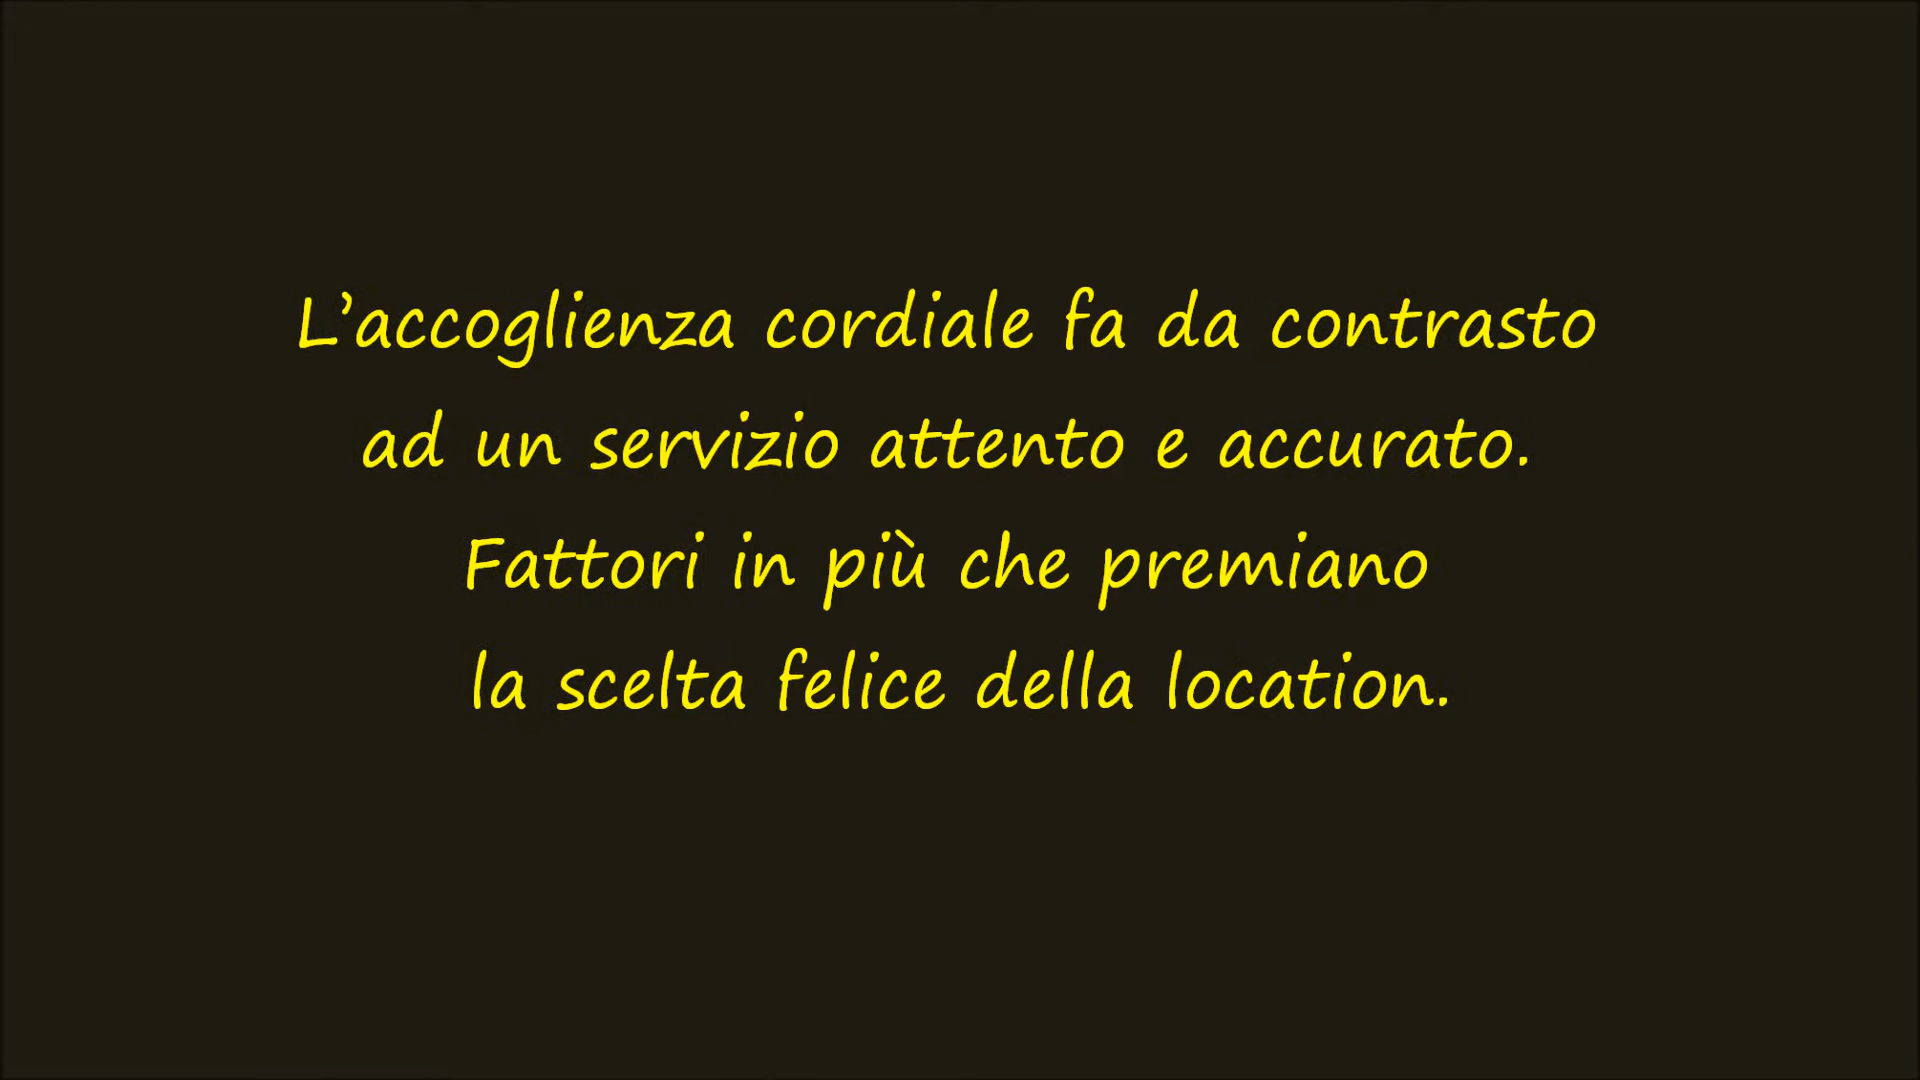 L’accoglienza cordiale fa da contrasto
ad un servizio attento e accurato.
Fattori in più che premiano
la scelta felice della location.